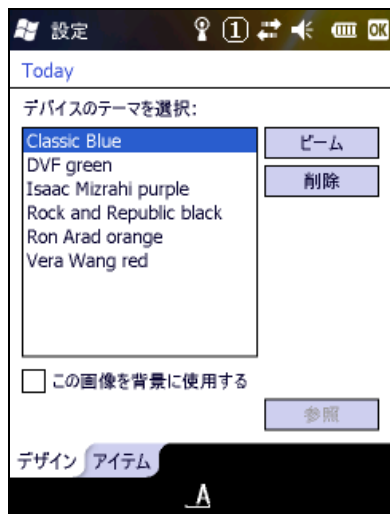 設定 1 OK
Today
デバイスのテーマを選択:
Classic Blue
ビーム
DVF green
Isaac Mizrahi purple
削除
Rock and Republic black
Ron Arad orange
Vera Wang red
この画像を背景に使用する
参照
デザイン アイテム
A